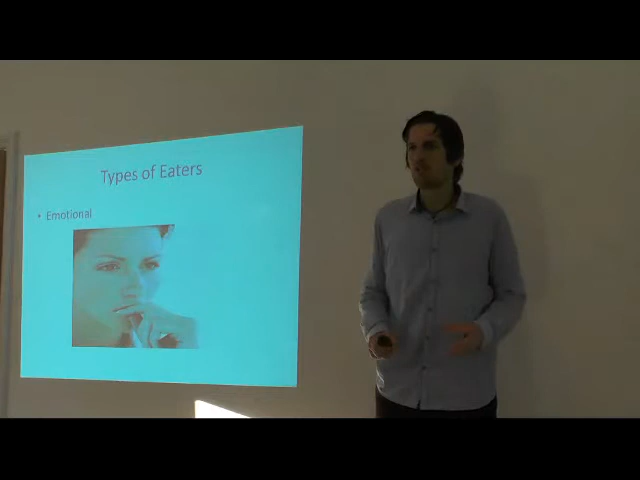 Types of Eaters
• Emotional